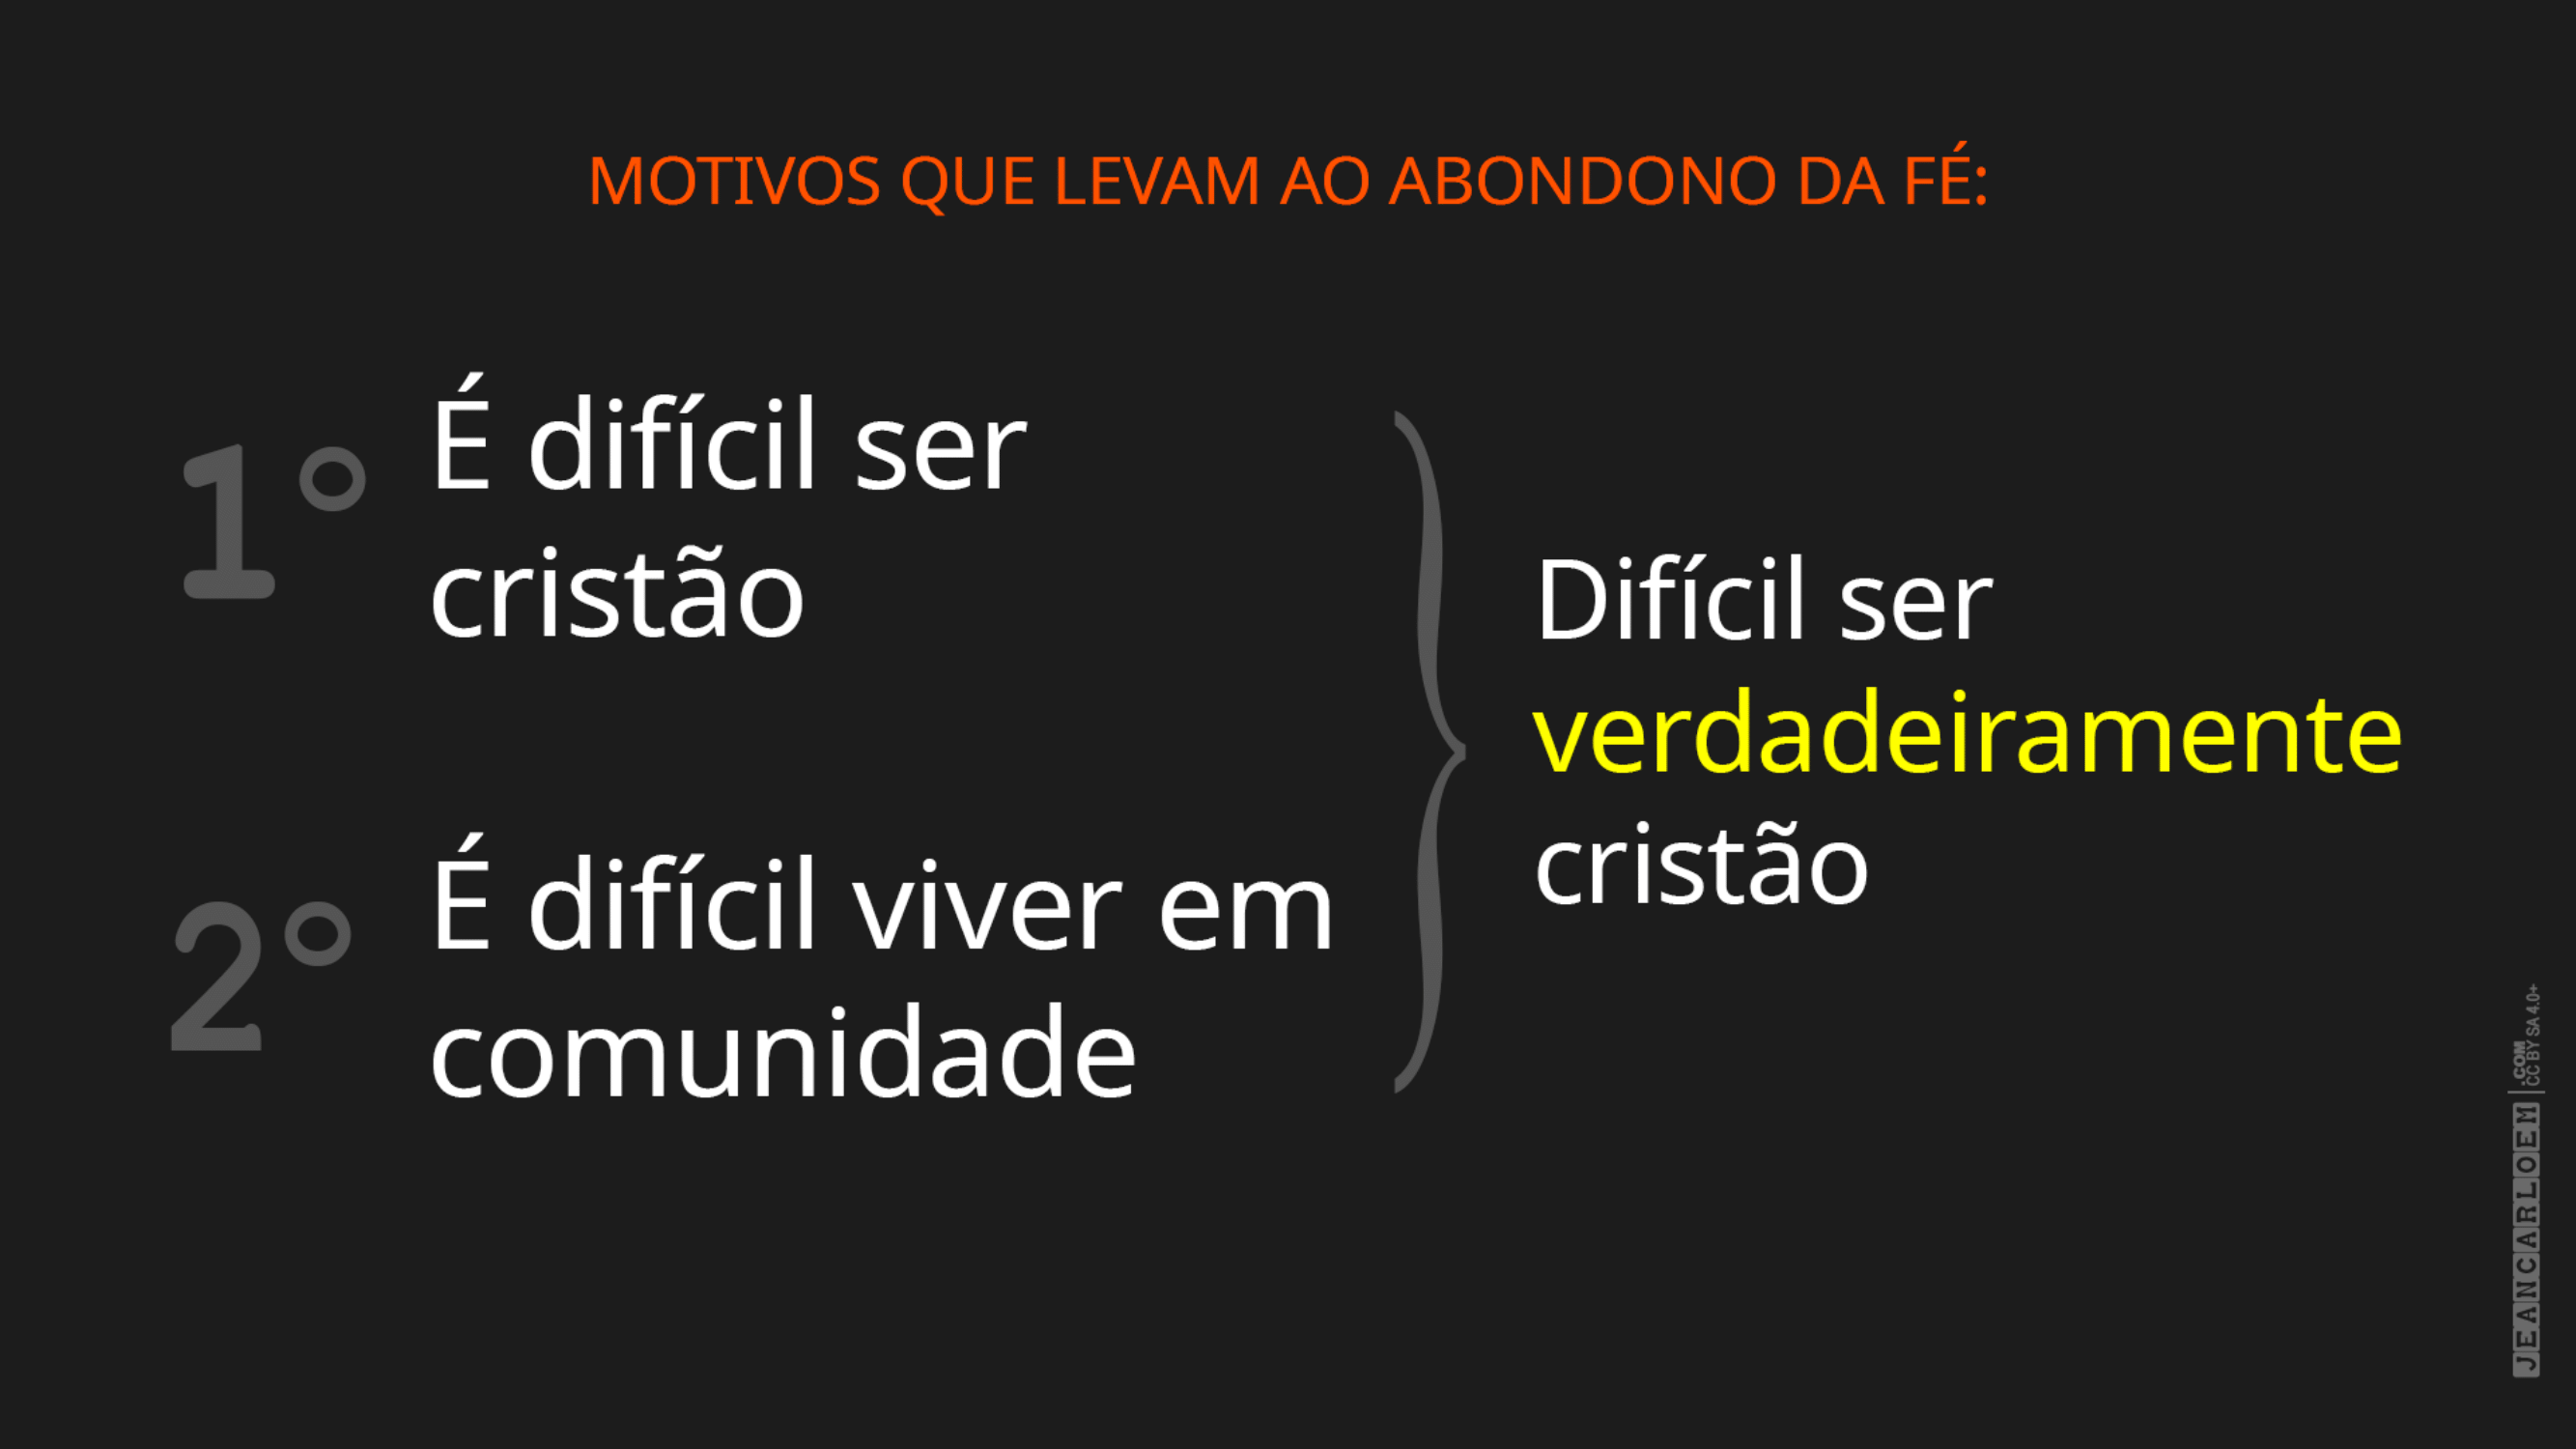 MOTIVOS QUE LEVAM AO ABONDONO DA FÉ:
1°
É difícil ser
cristão
2°
É difícil viver em
comunidade
Difícil ser
verdadeiramente
cristão
JEANCARLOEM
.COM
CC BY SA 4.0+